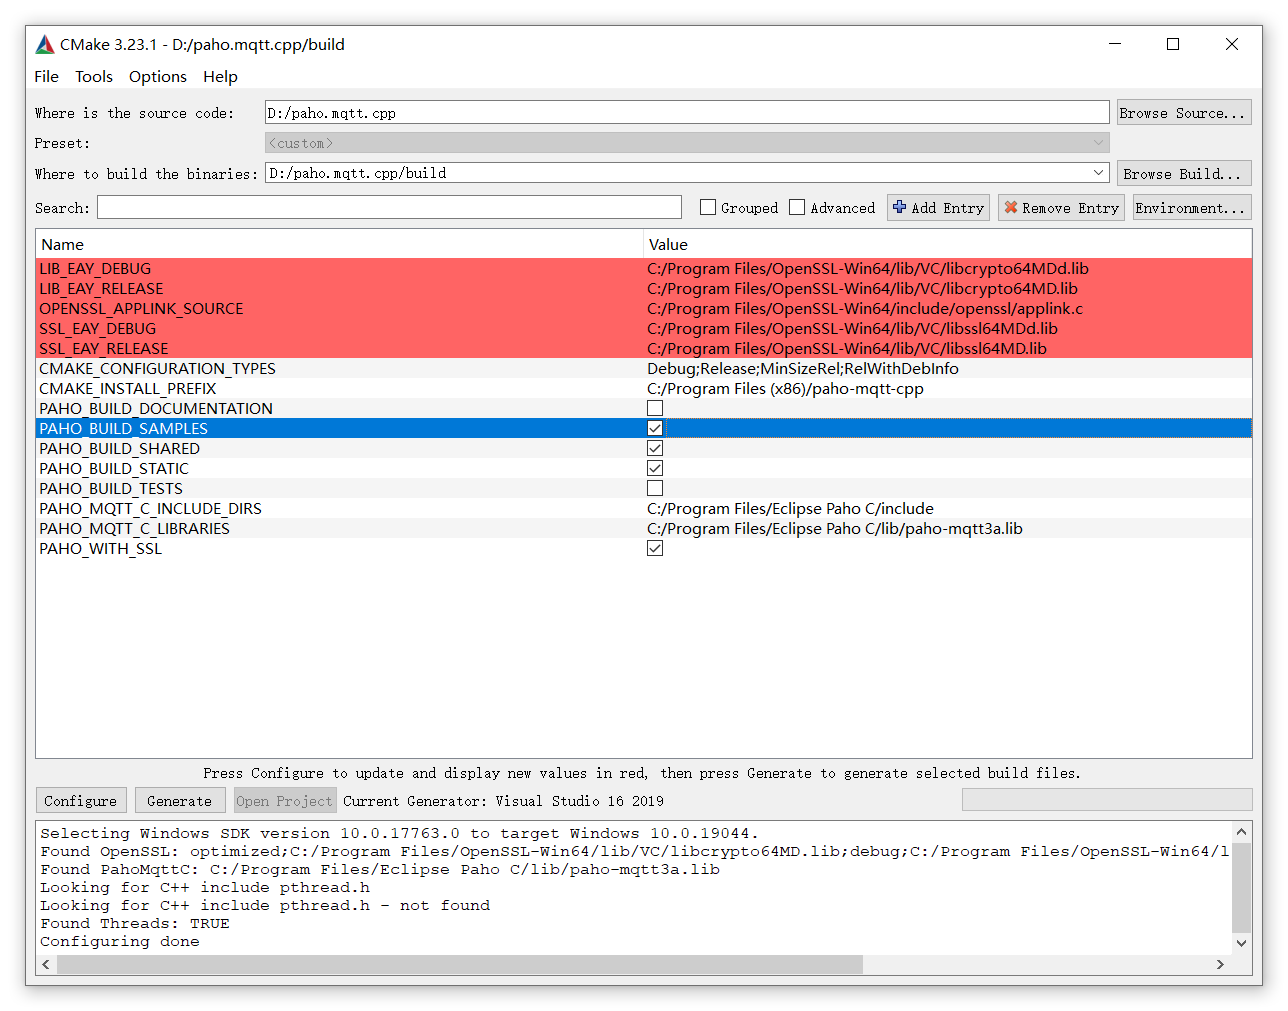 CMake 3.23.1 - D:/paho.mqtt.cpp/build
File Tools Options Help
Where is the source code: D:/paho.mqtt.cpp Browse Source...
Preset: <custom>
Where to build the binaries: D:/paho.mqtt.cpp/build Browse Build...
Search: Grouped Advanced Add Entry Remove Entry Environment...
Name Value
LIB_EAY_DEBUG C:/Program Files/OpenSSL-Win64/lib/VC/libcrypto64MDd.lib
LIB_EAY_RELEASE C:/Program Files/OpenSSL-Win64/lib/VC/libcrypto64MD.lib
OPENSSL_APPLINK_SOURCE C:/Program Files/OpenSSL-Win64/include/openssl/applink.c
SSL_EAY_DEBUG C:/Program Files/OpenSSL-Win64/lib/VC/libssl64MDd.lib
SSL_EAY_RELEASE C:/Program Files/OpenSSL-Win64/lib/VC/libssl64MD.lib
CMAKE_CONFIGURATION_TYPES Debug;Release;MinSizeRel;RelWithDebInfo
CMAKE_INSTALL_PREFIX C:/Program Files (x86)/paho-mqtt-cpp
PAHO_BUILD_DOCUMENTATION
PAHO_BUILD_SAMPLES
PAHO_BUILD_SHARED
PAHO_BUILD_STATIC
PAHO_BUILD_TESTS
PAHO_MQTT_C_INCLUDE_DIRS C:/Program Files/Eclipse Paho C/include
PAHO_MQTT_C_LIBRARIES C:/Program Files/Eclipse Paho C/lib/paho-mqtt3a.lib
PAHO_WITH_SSL
Press Configure to update and display new values in red, then press Generate to generate selected build files.
Configure Generate Open Project Current Generator: Visual Studio 16 2019
Selecting Windows SDK version 10.0.17763.0 to target Windows 10.0.19044.
Found OpenSSL: optimized;C:/Program Files/OpenSSL-Win64/lib/VC/libcrypto64MD.lib;debug;C:/Program Files/OpenSSL-Win64/l
Found PahoMqttC: C:/Program Files/Eclipse Paho C/lib/paho-mqtt3a.lib
Looking for C++ include pthread.h
Looking for C++ include pthread.h - not found
Found Threads: TRUE
Configuring done